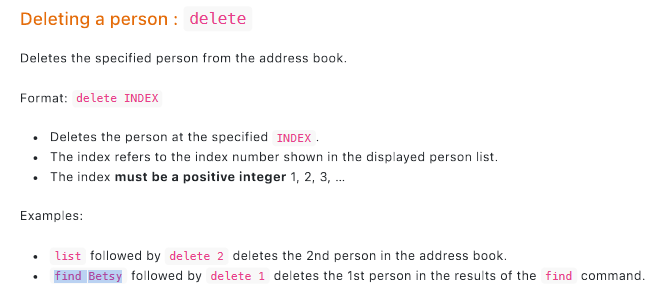 Deleting a person : delete
Deletes the specified person from the address book.
Format: delete INDEX
• Deletes the person at the specified INDEX .
• The index refers to the index number shown in the displayed person list.
• The index must be a positive integer 1, 2, 3, …
Examples:
• list followed by delete 2 deletes the 2nd person in the address book.
• find Betsy followed by delete 1 deletes the 1st person in the results of the find command.